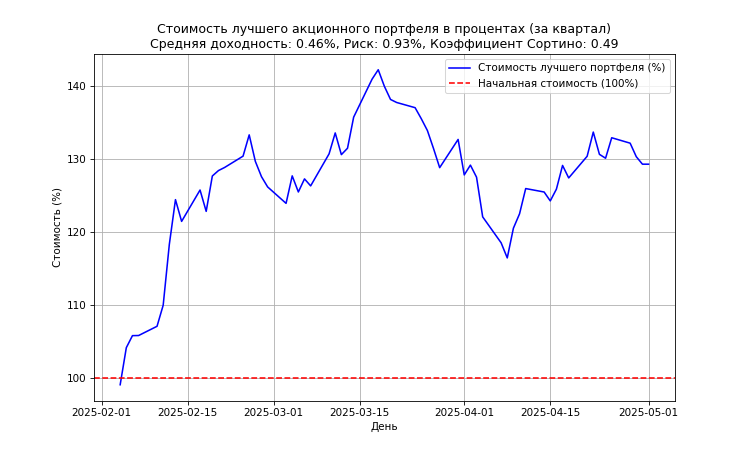 Стоимость лучшего акционного портфеля в процентах (за квартал)
Средняя доходность: 0.46%, Риск: 0.93%, Коэффициент Сортино: 0.49
Стоимость лучшего портфеля (%)
Начальная стоимость (100%)
Стоимость (%)
140
130
120
110
100
2025-02-01
2025-02-15
2025-03-01
2025-03-15
2025-04-01
2025-04-15
2025-05-01
День